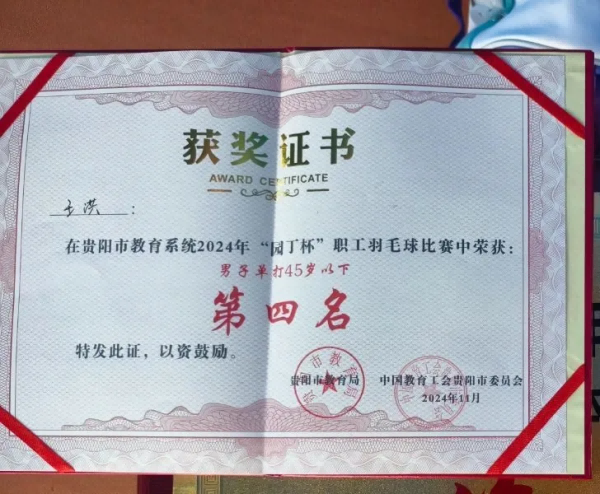 获奖证书
AWARD CERTIFICATE
王洪：
在贵阳市教育系统2024年“园丁杯”职工羽毛球比赛中荣获：
男子单打45岁以下
第四名
特发此证，以资鼓励。
贵阳市教育局 中国教育工会贵阳市委员会
2024年11月